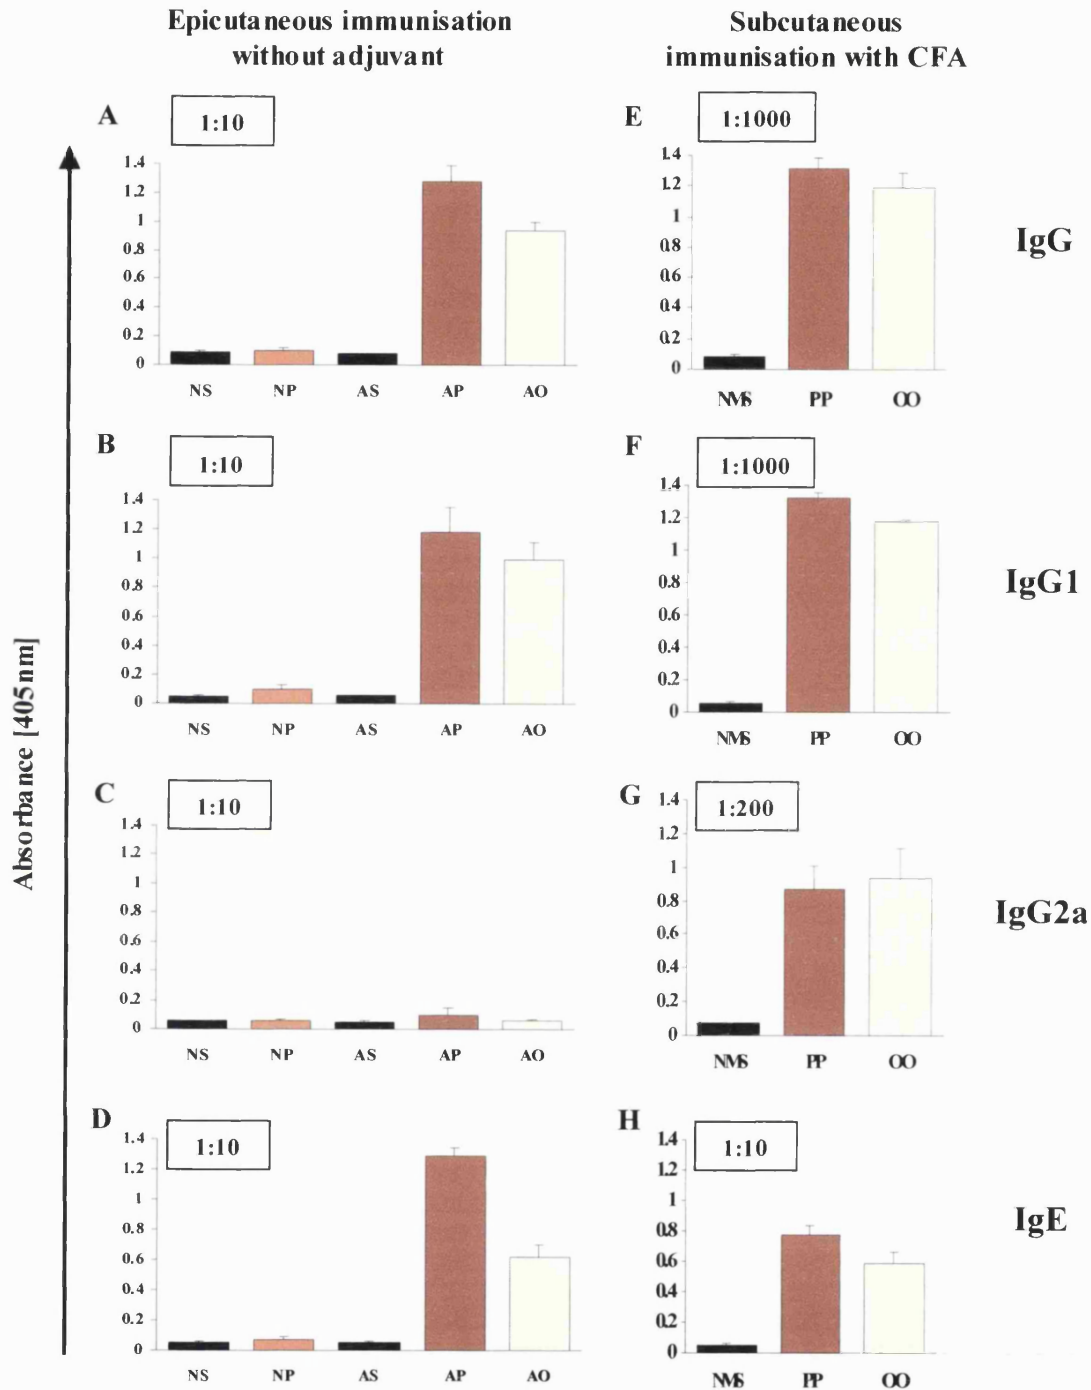 Epicutaneous immunisation
without adjuvant
Subcutaneous
immunisation with CFA
A
1:10
1.4
1.2
1
0.8
0.6
0.4
0.2
0
NS NP AS AP AO
E
1:1000
1.4
1.2
1
0.8
0.6
0.4
0.2
0
NMS PP OO
IgG
B
1:10
1.4
1.2
1
0.8
0.6
0.4
0.2
0
NS NP AS AP AO
F
1:1000
1.4
1.2
1
0.8
0.6
0.4
0.2
0
NMS PP OO
IgG1
C
1:10
1.4
1.2
1
0.8
0.6
0.4
0.2
0
NS NP AS AP AO
G
1:200
1.4
1.2
1
0.8
0.6
0.4
0.2
0
NMS PP OO
IgG2a
D
1:10
1.4
1.2
1
0.8
0.6
0.4
0.2
0
NS NP AS AP AO
H
1:10
1.4
1.2
1
0.8
0.6
0.4
0.2
0
NMS PP OO
IgE
Absorbance [405nm]